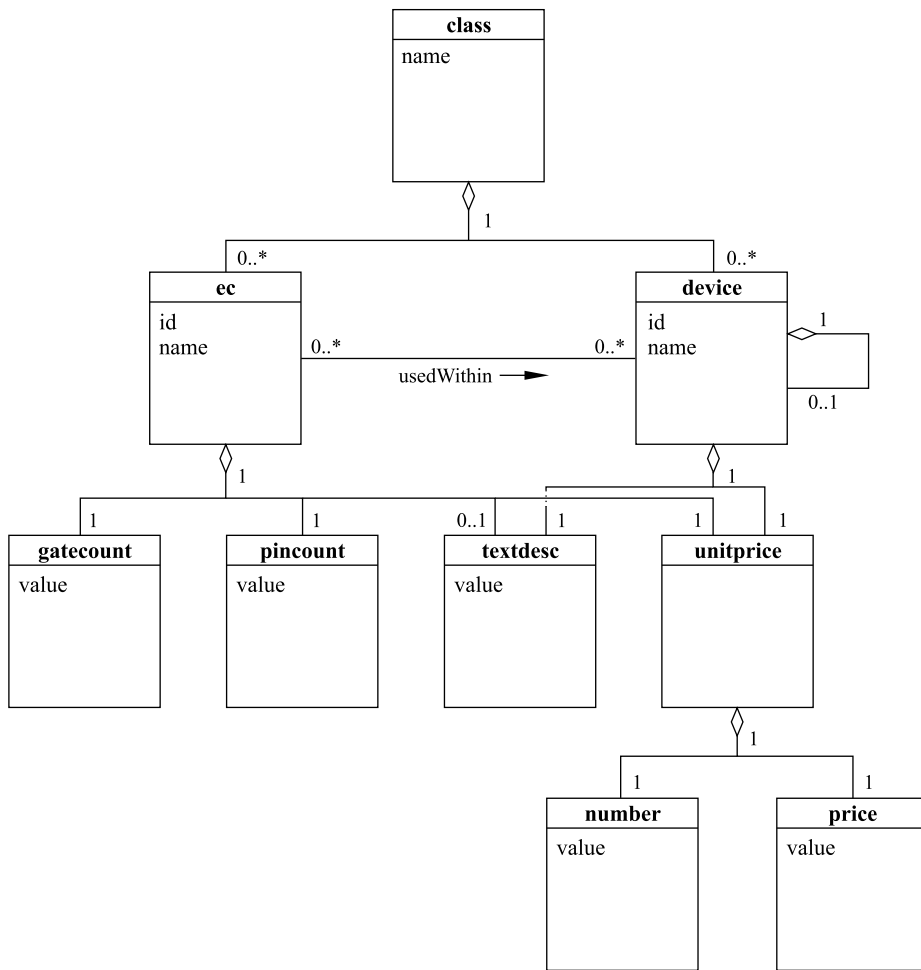 class
name
1
0..* 0..*
ec device
id
name
id
name
1
0..* 0..*
usedWithin
0..1
1 1
1 1 0..1 1 1 1
gatecount pincount textdesc unitprice
value value value
1
1 1
number price
value value